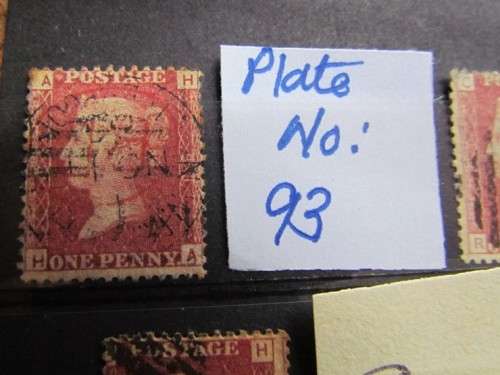 A POSTAGE H
ONE PENNY
H A
Plate
No:
93
C
R
POSTAGE H